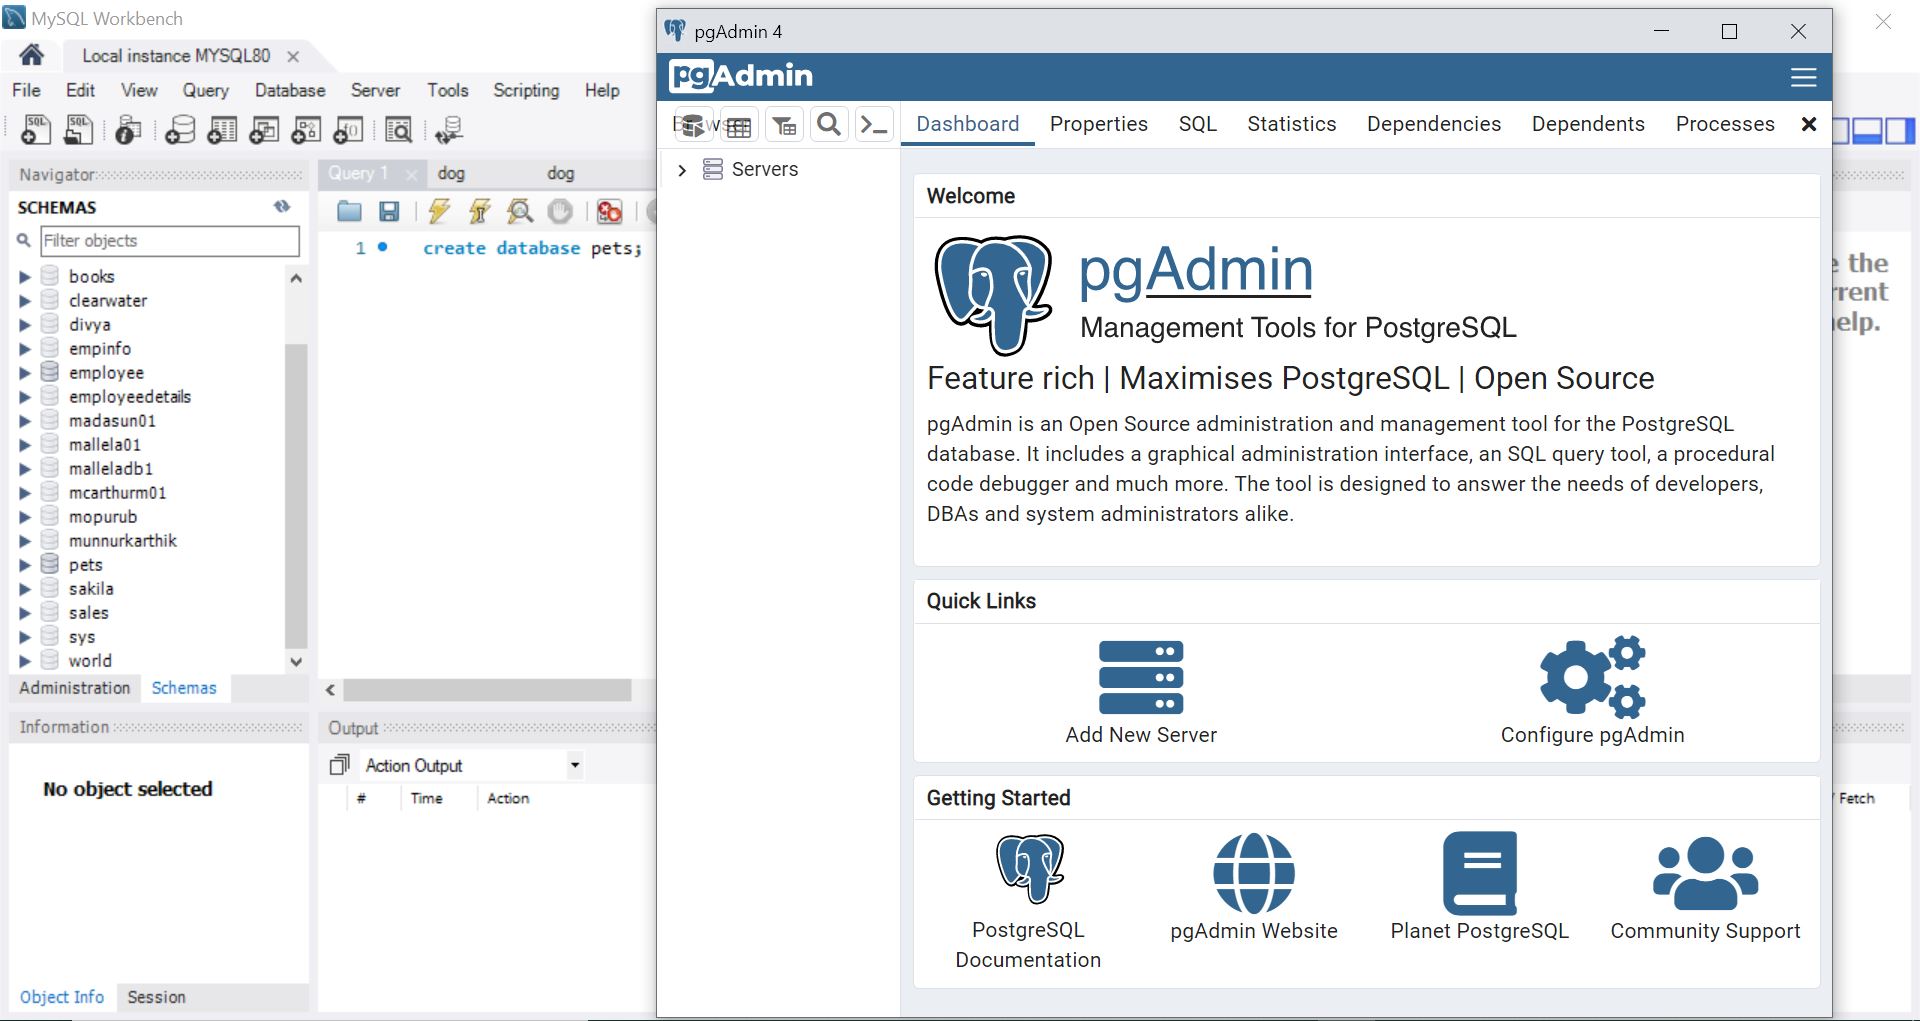 MySQL Workbench
Local instance MYSQL80
File Edit View Query Database Server Tools Scripting Help
SQL SQL
Navigator
SCHEMAS
Filter objects
books
clearwater
divya
empinfo
employee
employeedetails
madasun01
mallela01
malleladb1
mcarthurm01
mopurub
munnurkarthik
pets
sakila
sales
sys
world
Administration Schemas
Information
No object selected
Object Info Session
Query 1 dog dog
1 create database pets;
Output
Action Output
# Time Action
pgAdmin 4
pgAdmin
Dashboard Properties SQL Statistics Dependencies Dependents Processes
Servers
Welcome
pgAdmin
Management Tools for PostgreSQL
Feature rich | Maximises PostgreSQL | Open Source
pgAdmin is an Open Source administration and management tool for the PostgreSQL
database. It includes a graphical administration interface, an SQL query tool, a procedural
code debugger and much more. The tool is designed to answer the needs of developers,
DBAs and system administrators alike.
Quick Links
Add New Server Configure pgAdmin
Getting Started
PostgreSQL
Documentation
pgAdmin Website
Planet PostgreSQL
Community Support
the
rrent
elp.
/ Fetch